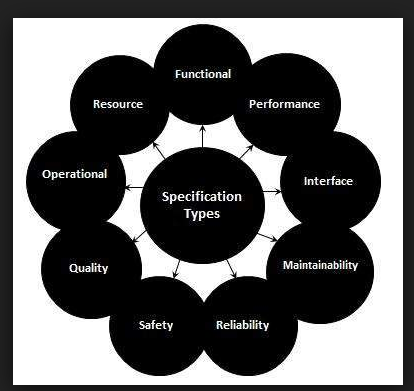 Functional
Resource
Performance
Operational
Specification
Types
Interface
Quality
Maintainability
Safety
Reliability